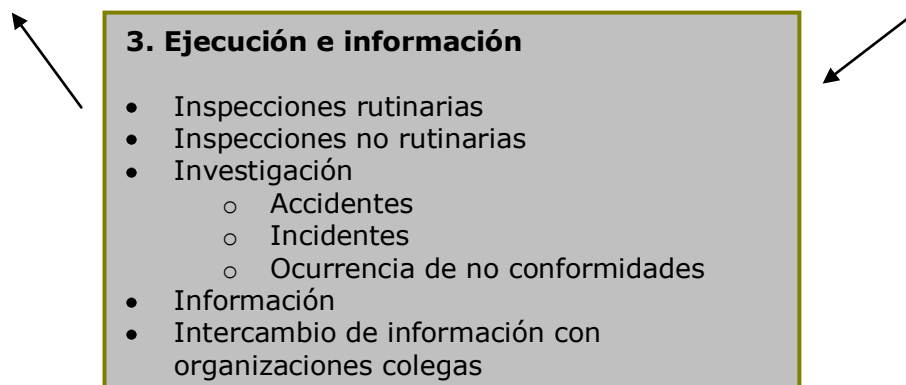 3. Ejecución e información
• Inspecciones rutinarias
• Inspecciones no rutinarias
• Investigación
o Accidentes
o Incidentes
o Ocurrencia de no conformidades
• Información
• Intercambio de información con
organizaciones colegas